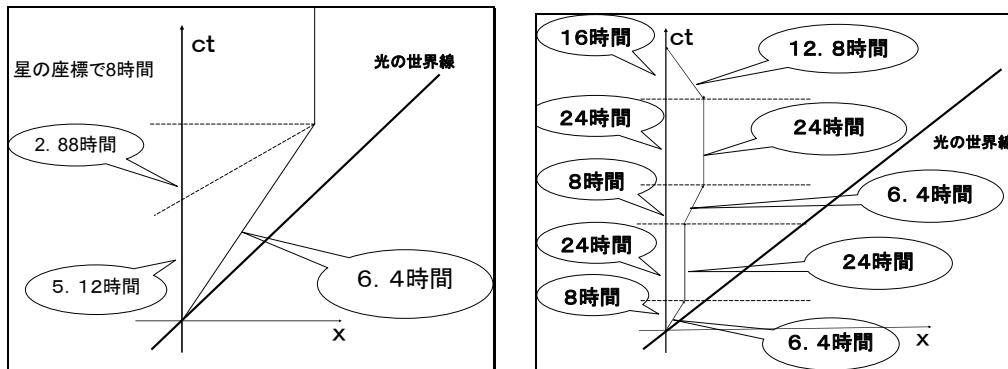 ct
星の座標で8時間
光の世界線
2.88時間
5.12時間
6.4時間
x
16時間
ct
12.8時間
24時間
24時間
光の世界線
8時間
6.4時間
24時間
24時間
8時間
x
6.4時間